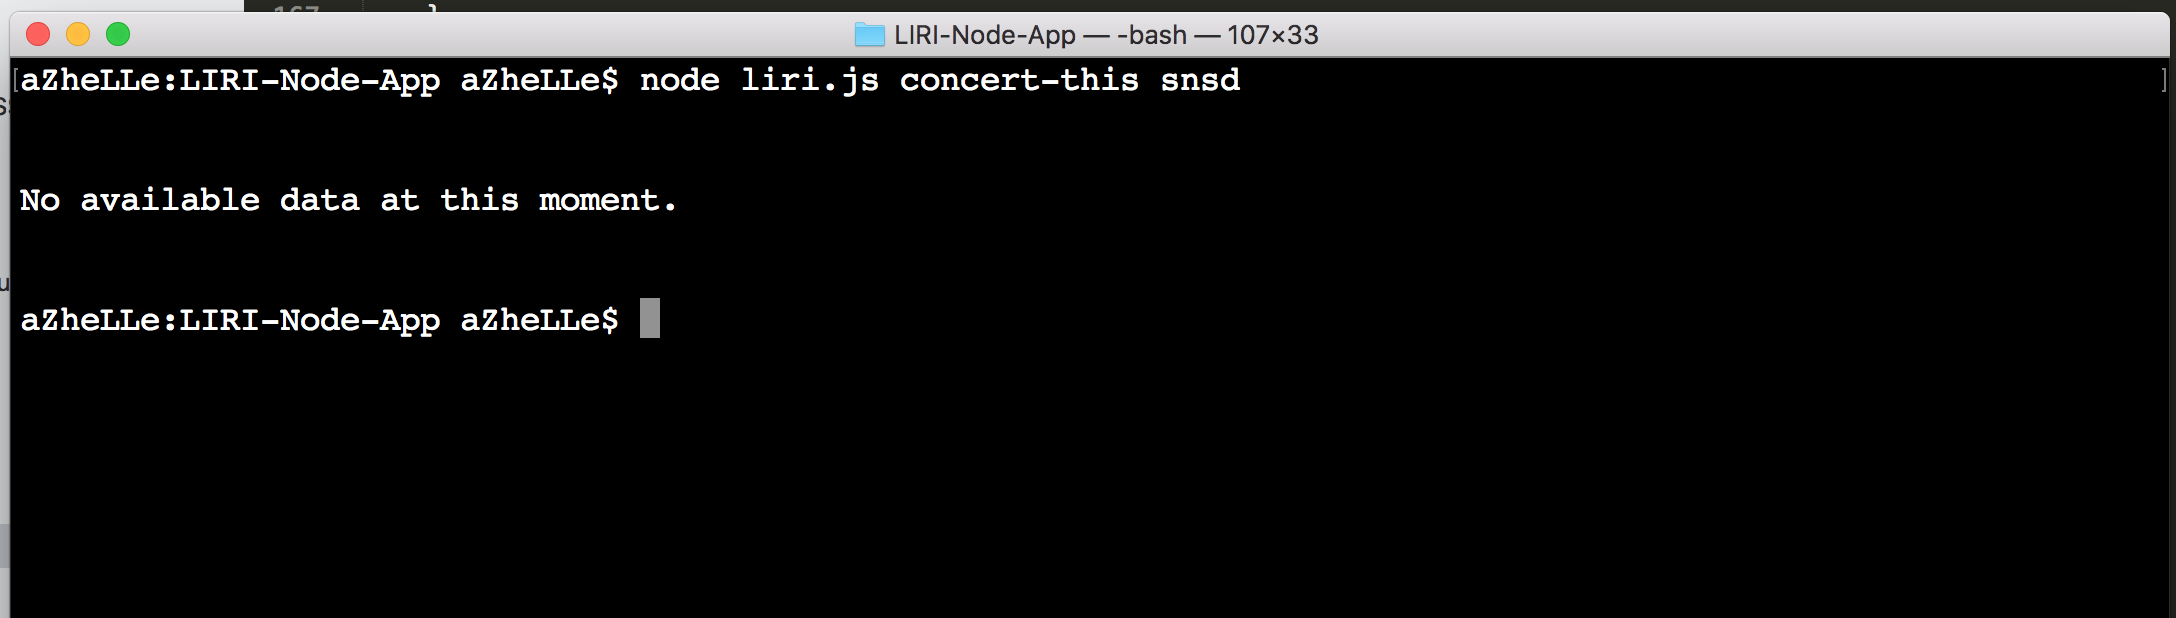 167
LIRI-Node-App — -bash — 107×33
[aZheLLe:LIRI-Node-App aZheLLe$ node liri.js concert-this snsd ]
No available data at this moment.
aZheLLe:LIRI-Node-App aZheLLe$